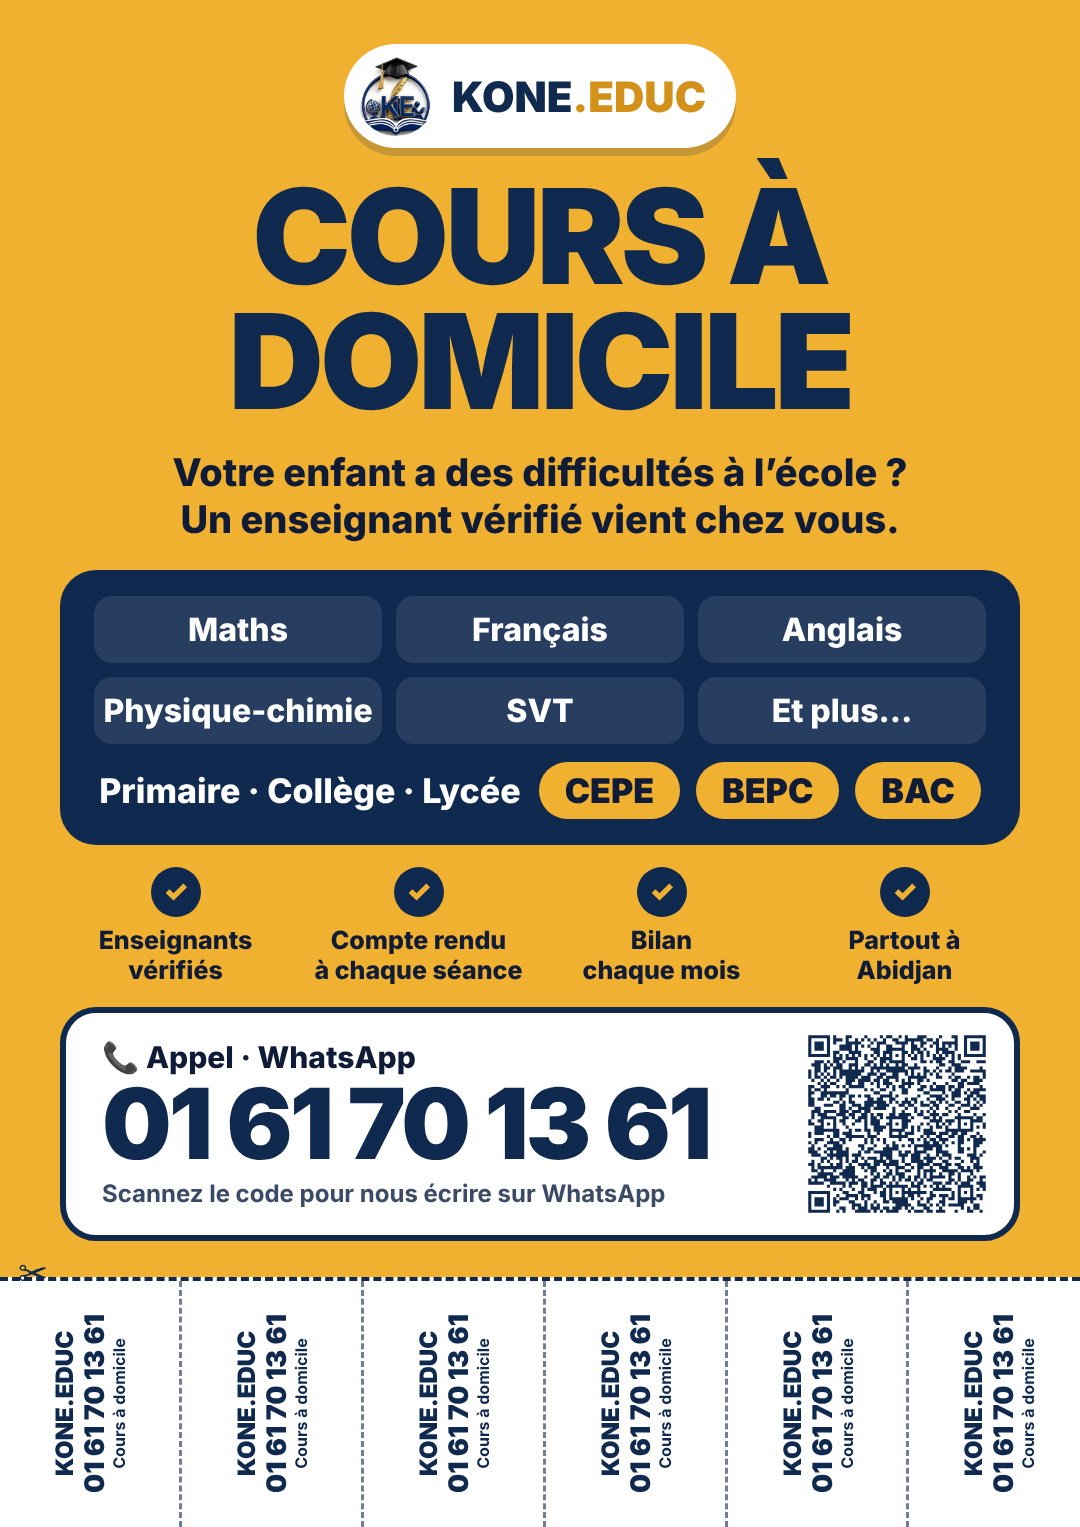 KE
KONE.EDUC
COURS À
DOMICILE
Votre enfant a des difficultés à l’école ?
Un enseignant vérifié vient chez vous.
Maths
Français
Anglais
Physique-chimie
SVT
Et plus…
Primaire · Collège · Lycée
CEPE
BEPC
BAC
Enseignants
vérifiés
Compte rendu
à chaque séance
Bilan
chaque mois
Partout à
Abidjan
Appel · WhatsApp
01 61 70 13 61
Scannez le code pour nous écrire sur WhatsApp
KONE.EDUC
01 61 70 13 61
Cours à domicile
KONE.EDUC
01 61 70 13 61
Cours à domicile
KONE.EDUC
01 61 70 13 61
Cours à domicile
KONE.EDUC
01 61 70 13 61
Cours à domicile
KONE.EDUC
01 61 70 13 61
Cours à domicile
KONE.EDUC
01 61 70 13 61
Cours à domicile